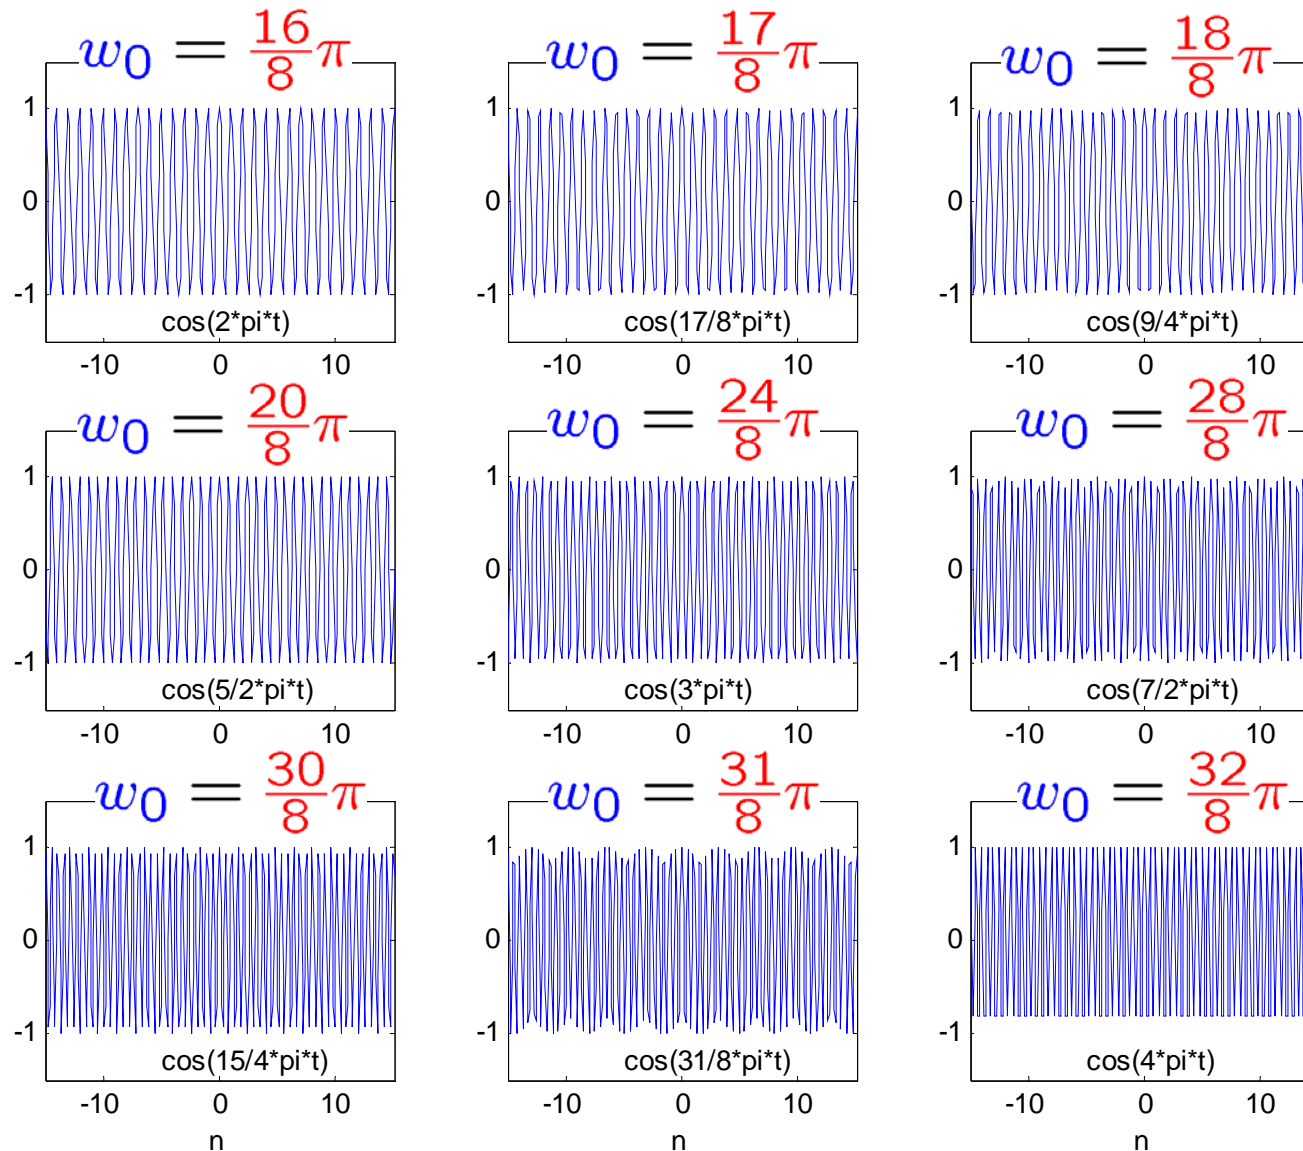 w₀ = 16/8 π
1
0
-1
cos(2*pi*t)
-10 0 10
w₀ = 17/8 π
1
0
-1
cos(17/8*pi*t)
-10 0 10
w₀ = 18/8 π
1
0
-1
cos(9/4*pi*t)
-10 0 10
w₀ = 20/8 π
1
0
-1
cos(5/2*pi*t)
-10 0 10
w₀ = 24/8 π
1
0
-1
cos(3*pi*t)
-10 0 10
w₀ = 28/8 π
1
0
-1
cos(7/2*pi*t)
-10 0 10
w₀ = 30/8 π
1
0
-1
cos(15/4*pi*t)
-10 0 10
n
w₀ = 31/8 π
1
0
-1
cos(31/8*pi*t)
-10 0 10
n
w₀ = 32/8 π
1
0
-1
cos(4*pi*t)
-10 0 10
n